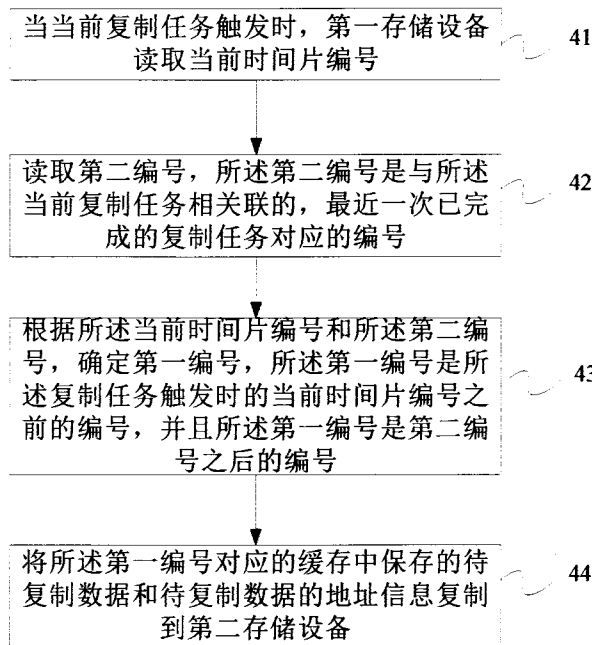 当当前复制任务触发时，第一存储设备
读取当前时间片编号
41
读取第二编号，所述第二编号是与所述
当前复制任务相关联的，最近一次已完
成的复制任务对应的编号
42
根据所述当前时间片编号和所述第二编
号，确定第一编号，所述第一编号是所
述复制任务触发时的当前时间片编号之
前的编号，并且所述第一编号是第二编
号之后的编号
43
将所述第一编号对应的缓存中保存的待
复制数据和待复制数据的地址信息复制
到第二存储设备
44